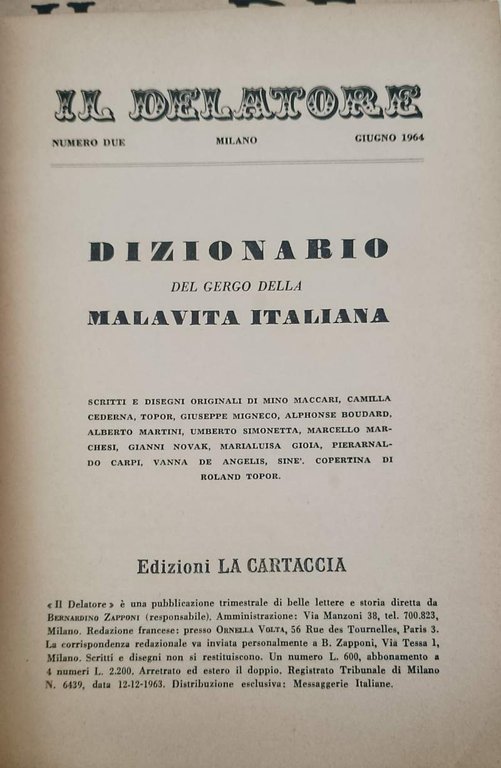 IL DELATORE
NUMERO DUE MILANO GIUGNO 1964
DIZIONARIO
DEL GERGO DELLA
MALAVITA ITALIANA
SCRITTI E DISEGNI ORIGINALI DI MINO MACCARI, CAMILLA
CEDERNA, TOPOR, GIUSEPPE MIGNECO, ALPHONSE BOUDARD,
ALBERTO MARTINI, UMBERTO SIMONETTA, MARCELLO MAR-
CHESI, GIANNI NOVAK, MARIALUISA GIOIA, PIERARNAL-
DO CARPI, VANNA DE ANGELIS, SINE'. COPERTINA DI
ROLAND TOPOR.
Edizioni LA CARTACCIA
« Il Delatore » è una pubblicazione trimestrale di belle lettere e storia diretta da
BERNARDINO ZAPPONI (responsabile). Amministrazione: Via Manzoni 38, tel. 700.823,
Milano. Redazione francese: presso ORNELLA VOLTA, 56 Rue des Tournelles, Paris 3.
La corrispondenza redazionale va inviata personalmente a B. Zapponi, Via Tessa 1,
Milano. Scritti e disegni non si restituiscono. Un numero L. 600, abbonamento a
4 numeri L. 2.200. Arretrato ed estero il doppio. Registrato Tribunale di Milano
N. 6439, data 12-12-1963. Distribuzione esclusiva: Messaggerie Italiane.